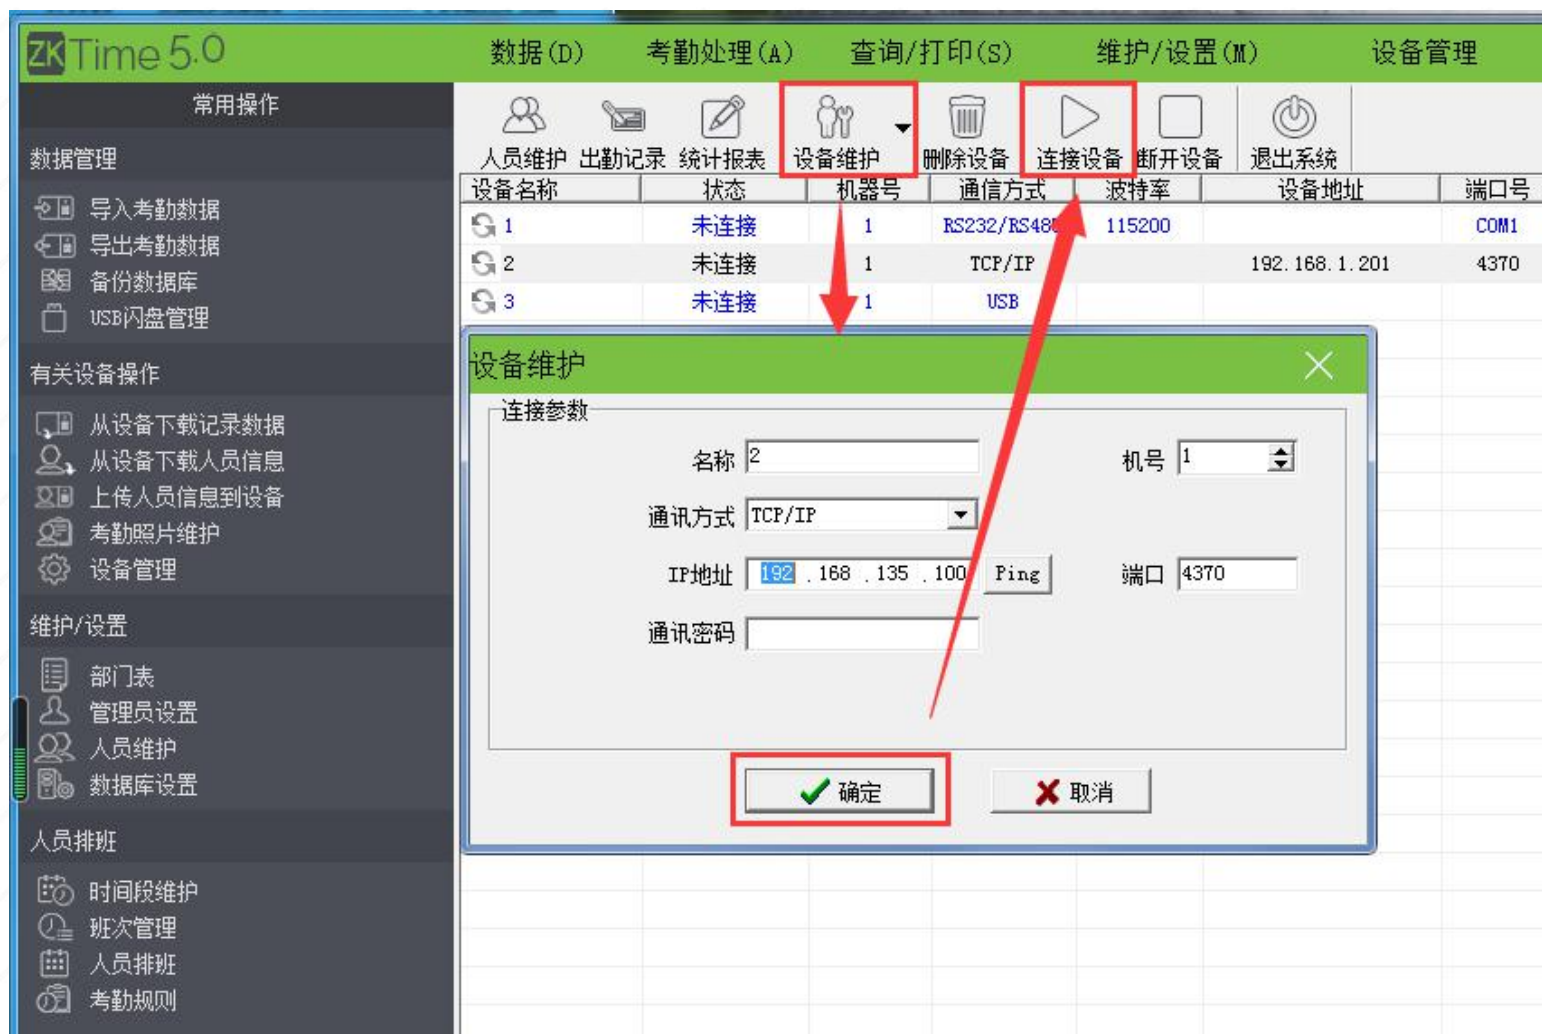 ZKTime 5.0
数据(D) 考勤处理(A) 查询/打印(S) 维护/设置(M) 设备管理
常用操作
数据管理
导入考勤数据
导出考勤数据
备份数据库
USB闪盘管理
有关设备操作
从设备下载记录数据
从设备下载人员信息
上传人员信息到设备
考勤照片维护
设备管理
维护/设置
部门表
管理员设置
人员维护
数据库设置
人员排班
时间段维护
班次管理
人员排班
考勤规则
人员维护 出勤记录 统计报表 设备维护 删除设备 连接设备 断开设备 退出系统
设备名称 状态 机器号 通信方式 波特率 设备地址 端口号
1 未连接 1 RS232/RS485 115200 COM1
2 未连接 1 TCP/IP 192.168.1.201 4370
3 未连接 1 USB
设备维护
连接参数
名称 2 机号 1
通讯方式 TCP/IP
IP地址 192 . 168 . 135 . 100 Ping 端口 4370
通讯密码
确定 取消